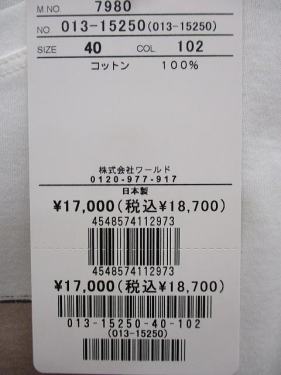 M NO 7980
NO. 013-15250(013-15250)
SIZE 40 COL 102
コットン 100%
株式会社ワールド
0120-977-917
日本製
¥17,000(税込¥18,700)
4548574112973
4548574112973
¥17,000(税込¥18,700)
013-15250-40-102
(013-15250)